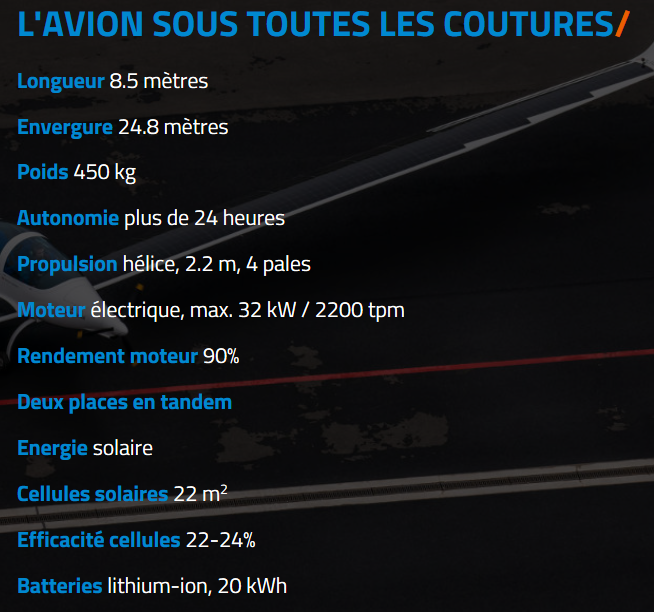 L'AVION SOUS TOUTES LES COUTURES/
Longueur 8.5 mètres
Envergure 24.8 mètres
Poids 450 kg
Autonomie plus de 24 heures
Propulsion hélice, 2.2 m, 4 pales
Moteur électrique, max. 32 kW / 2200 tpm
Rendement moteur 90%
Deux places en tandem
Energie solaire
Cellules solaires 22 m²
Efficacité cellules 22-24%
Batteries lithium-ion, 20 kWh